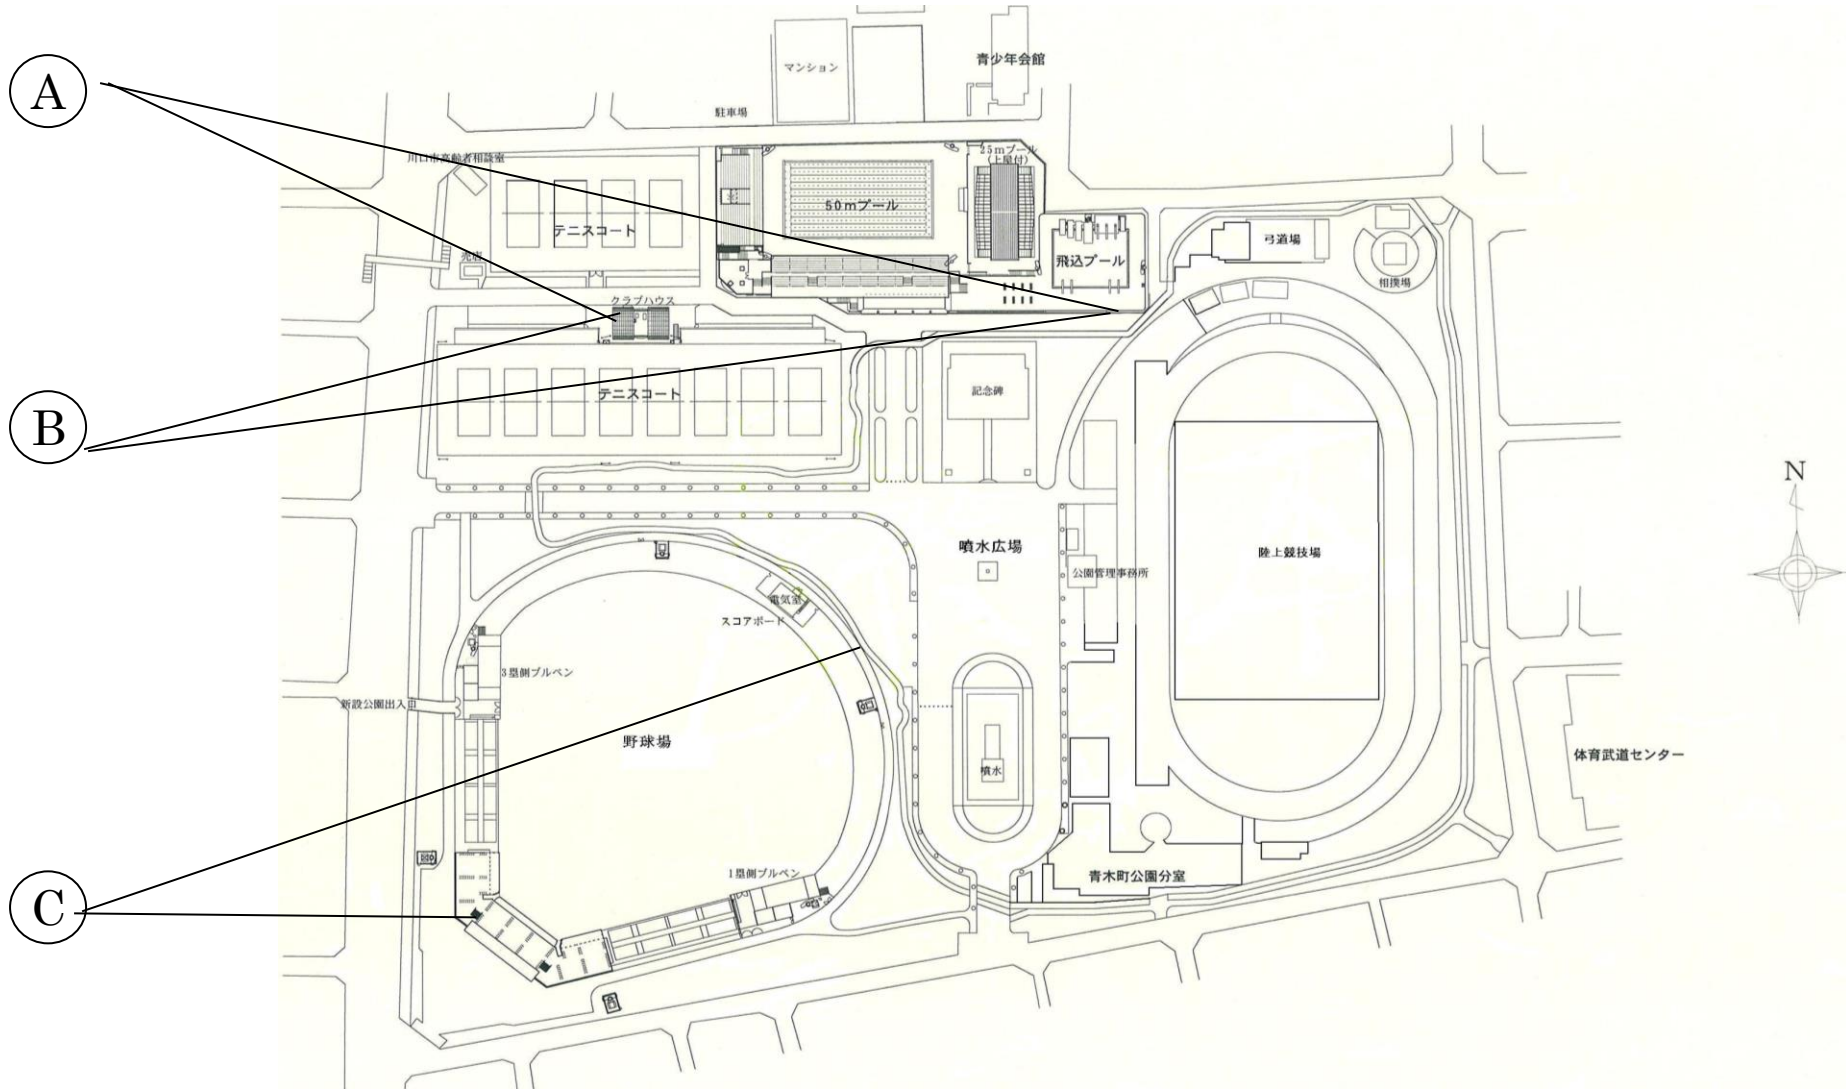 青少年会館
マンション
A
駐車場
川口市高齢者相談室
25mプール
(上屋付)
50mプール
テニスコート
弓道場
飛込プール
売店
相撲場
クラブハウス
記念碑
テニスコート
B
N
噴水広場
陸上競技場
公園管理事務所
電気室
スコアボード
3塁側ブルペン
新設公園出入口
野球場
体育武道センター
噴水
1塁側ブルペン
青木町公園分室
C